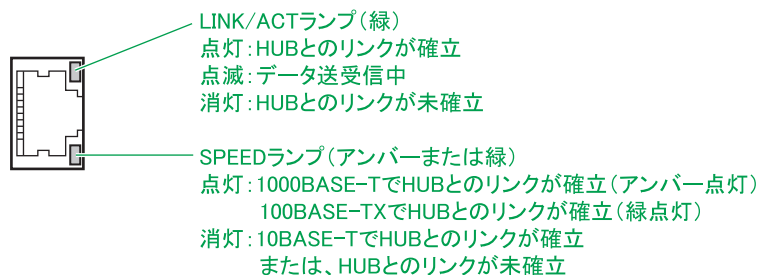 LINK/ACTランプ（緑）
点灯：HUBとのリンクが確立
点滅：データ送受信中
消灯：HUBとのリンクが未確立
SPEEDランプ（アンバーまたは緑）
点灯：1000BASE-TでHUBとのリンクが確立（アンバー点灯）
100BASE-TXでHUBとのリンクが確立（緑点灯）
消灯：10BASE-TでHUBとのリンクが確立
または、HUBとのリンクが未確立